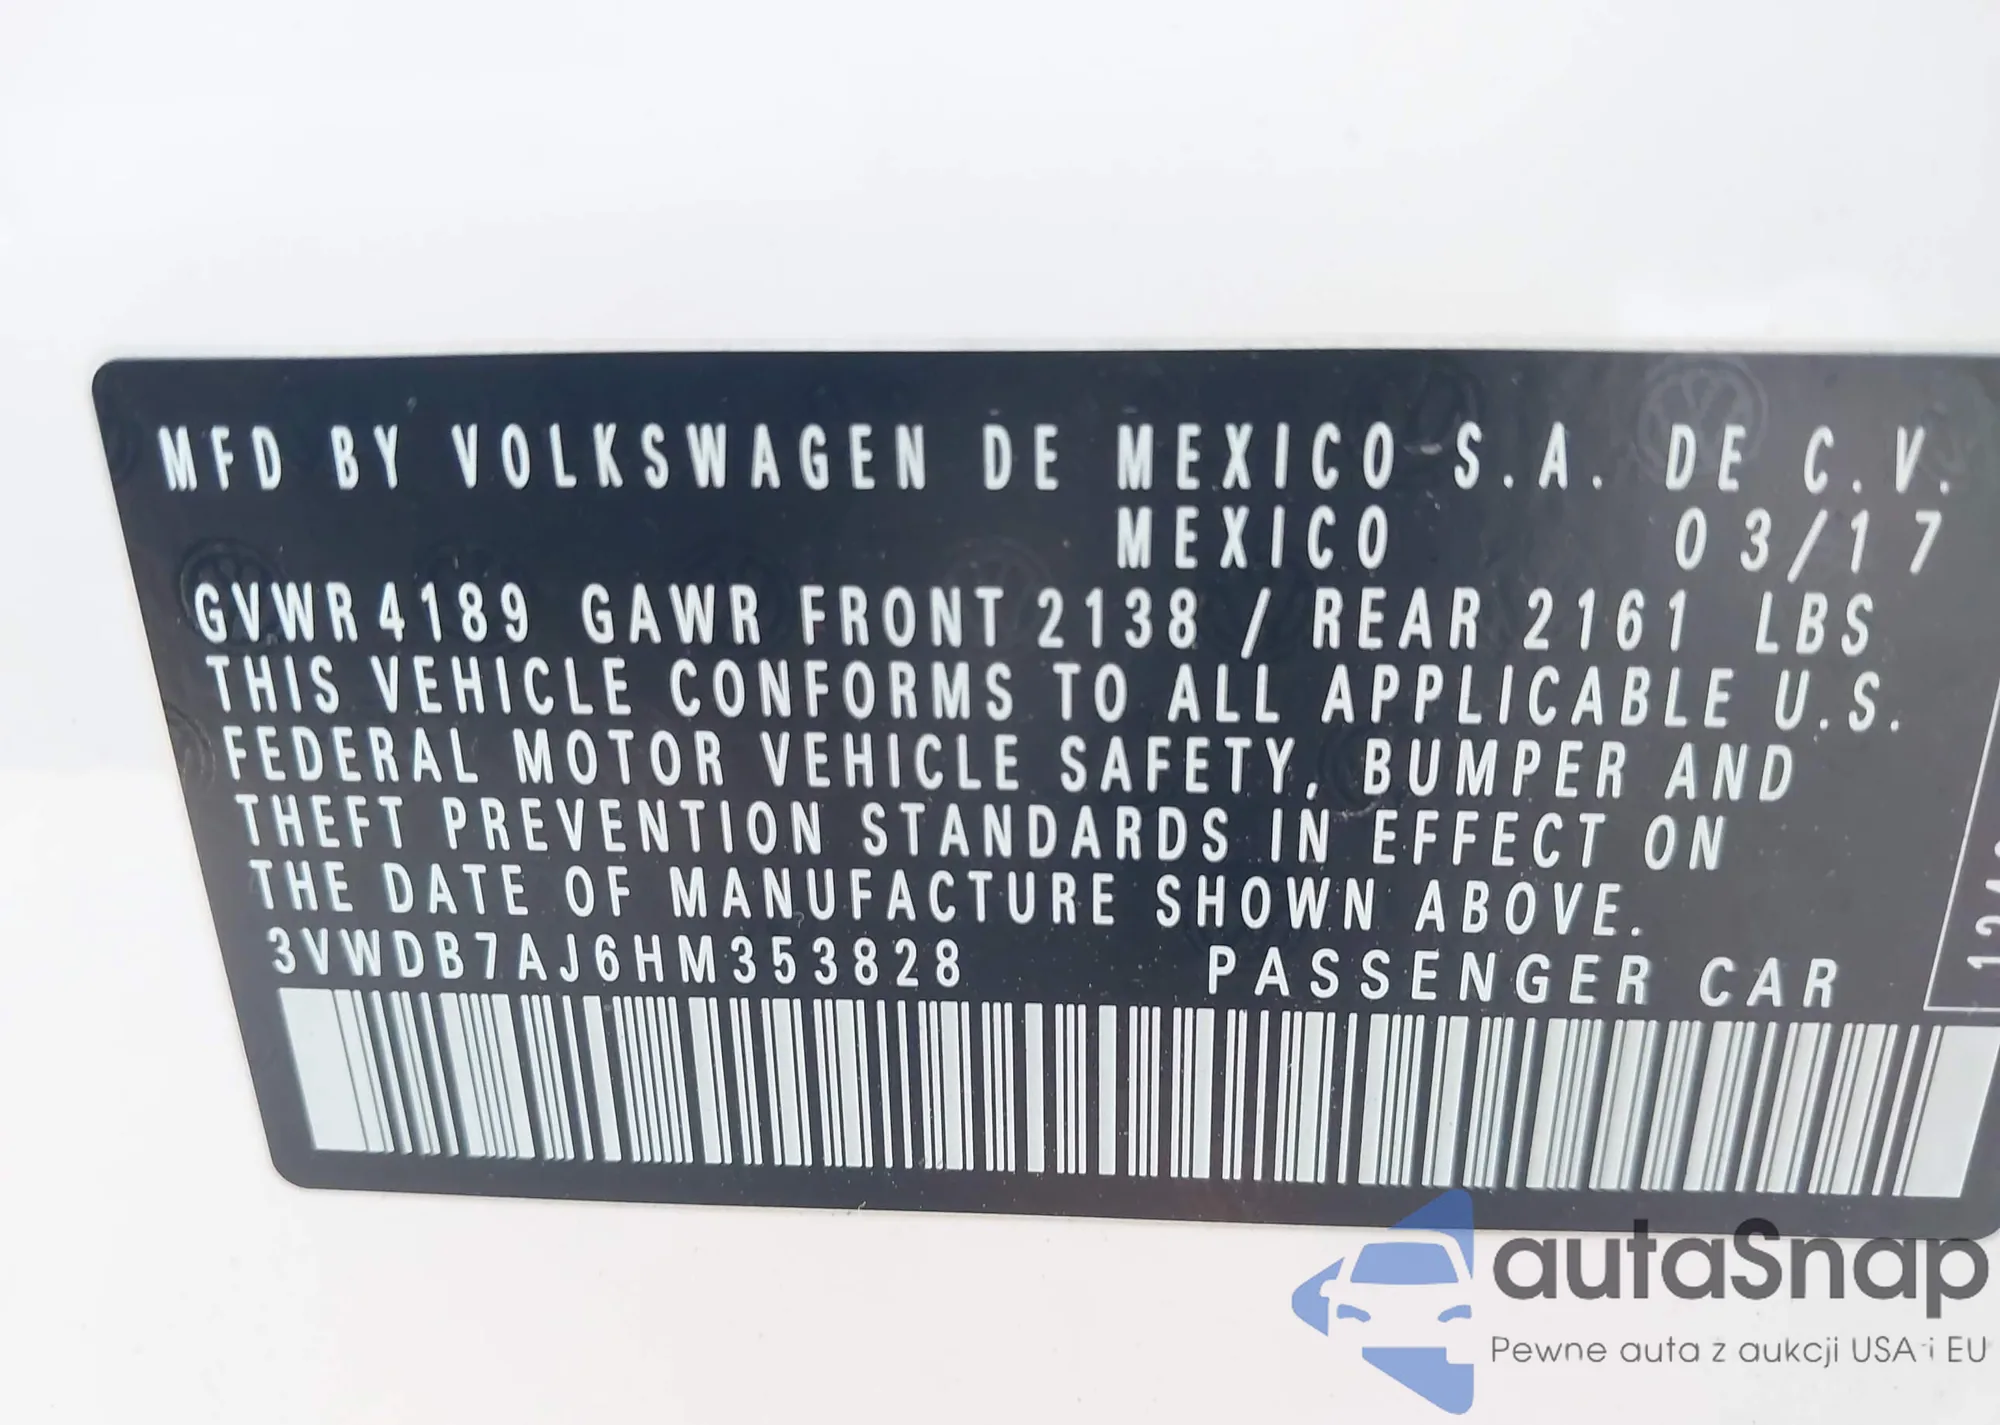 MFD BY VOLKSWAGEN DE MEXICO S.A. DE C.V.
MEXICO 03/17
GVWR 4189 GAWR FRONT 2138 / REAR 2161 LBS
THIS VEHICLE CONFORMS TO ALL APPLICABLE U.S.
FEDERAL MOTOR VEHICLE SAFETY, BUMPER AND
THEFT PREVENTION STANDARDS IN EFFECT ON
THE DATE OF MANUFACTURE SHOWN ABOVE.
3VWDB7AJ6HM353828 PASSENGER CAR
autaSnap
Pewne auta z aukcji USA i EU